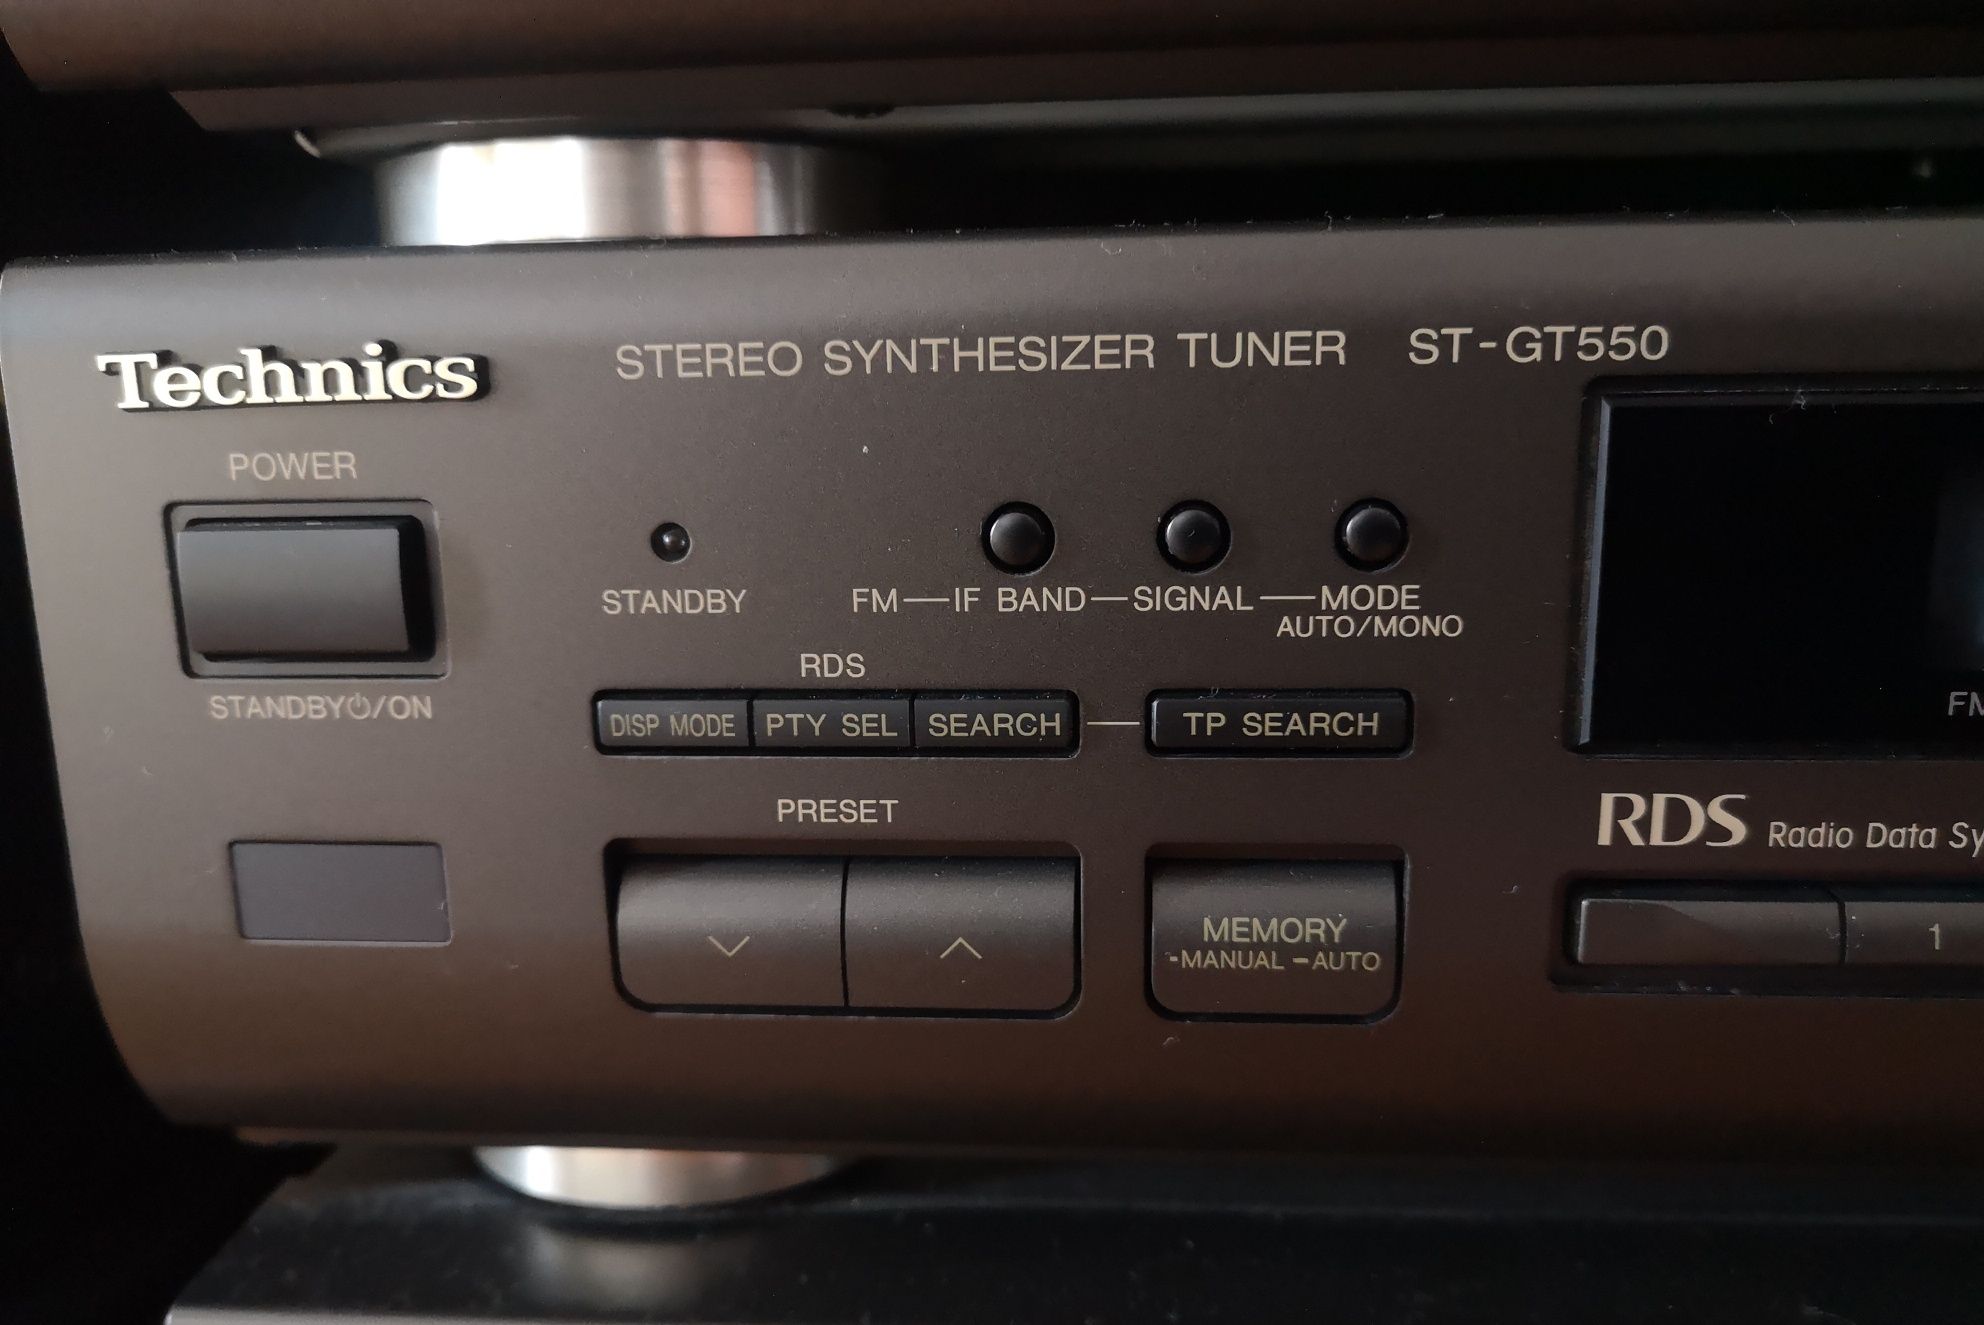 Technics
STEREO SYNTHESIZER TUNER ST-GT550
POWER
STANDBY⏻/ON
STANDBY
FM—IF BAND—SIGNAL—MODE
AUTO/MONO
RDS
DISP MODE PTY SEL SEARCH — TP SEARCH
PRESET
MEMORY
-MANUAL –AUTO
FM
RDS Radio Data Sy
1